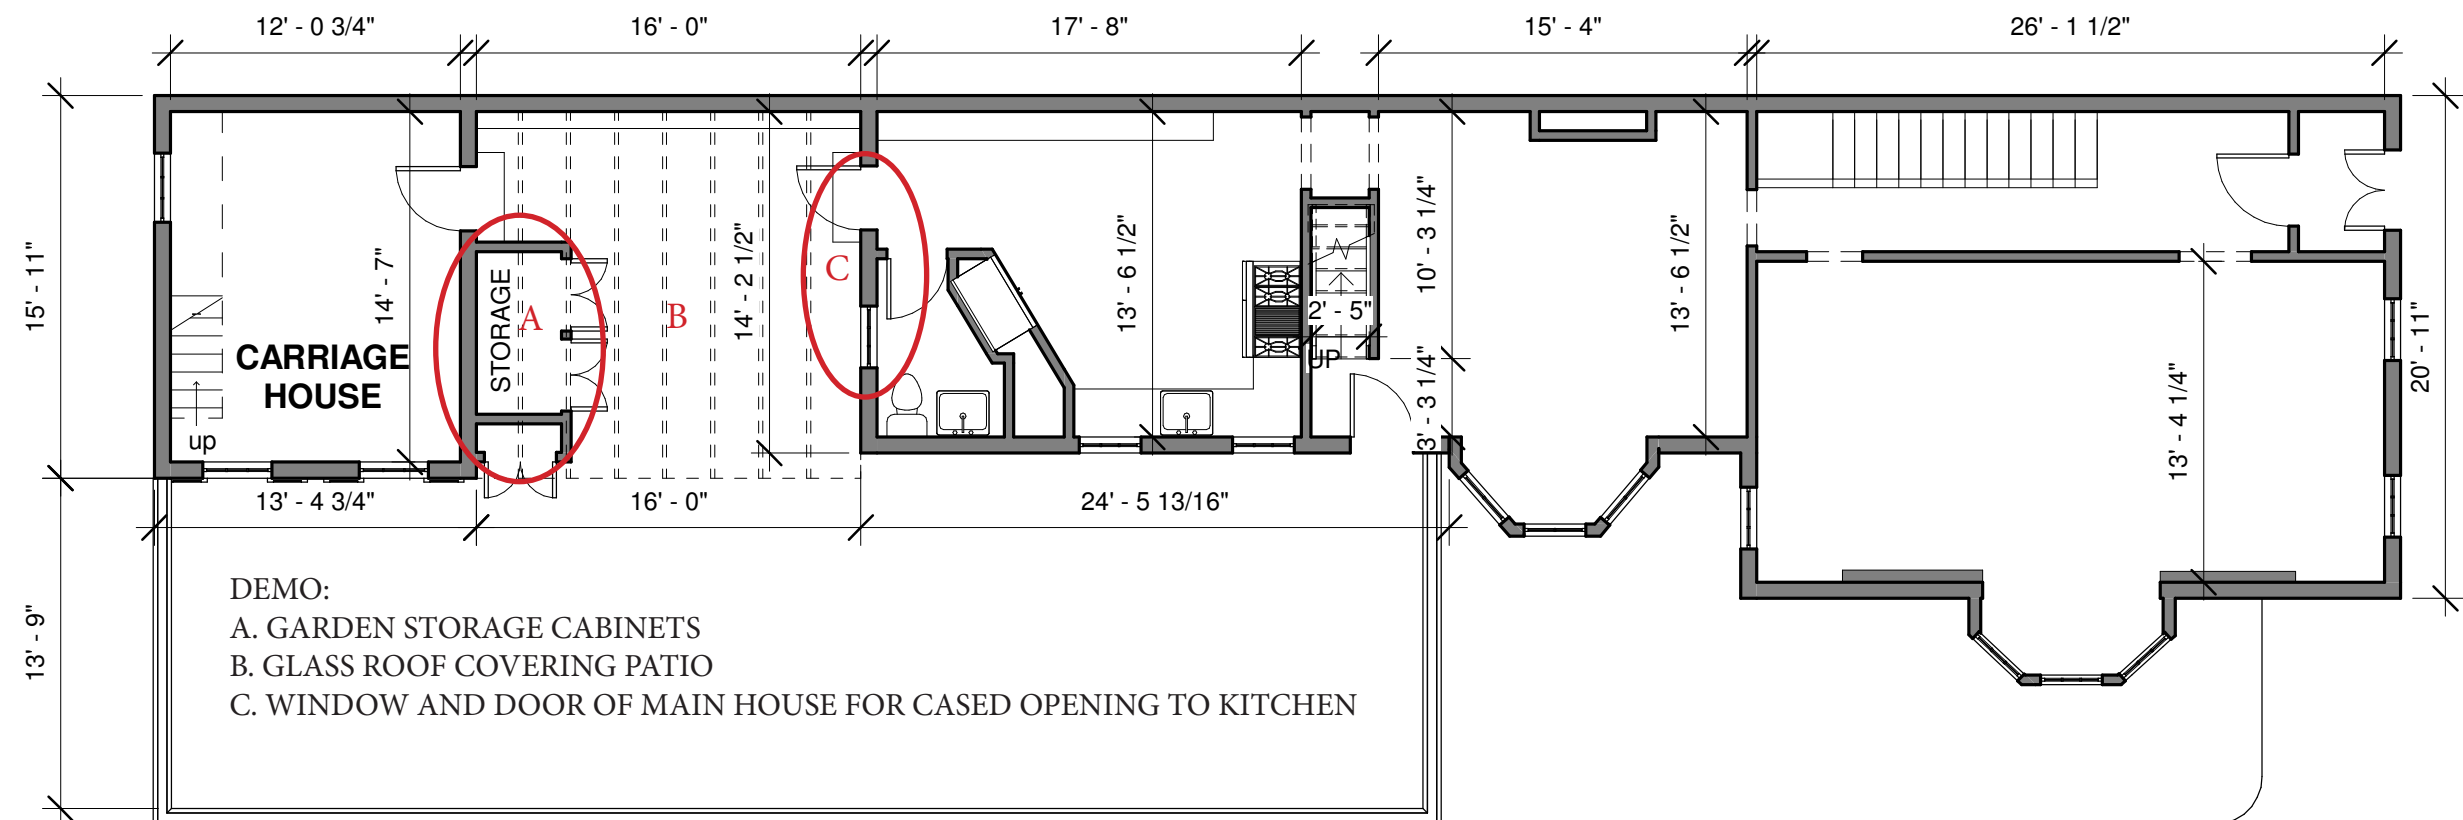 12' - 0 3/4"
16' - 0"
17' - 8"
15' - 4"
26' - 1 1/2"
15' - 11"
14' - 7"
STORAGE
A
B
14' - 2 1/2"
C
13' - 6 1/2"
2' - 5"
UP
10' - 3 1/4"
3' - 3 1/4"
13' - 6 1/2"
13' - 4 1/4"
20' - 11"
CARRIAGE
HOUSE
up
13' - 4 3/4"
16' - 0"
24' - 5 13/16"
13' - 9"
DEMO:
A. GARDEN STORAGE CABINETS
B. GLASS ROOF COVERING PATIO
C. WINDOW AND DOOR OF MAIN HOUSE FOR CASED OPENING TO KITCHEN